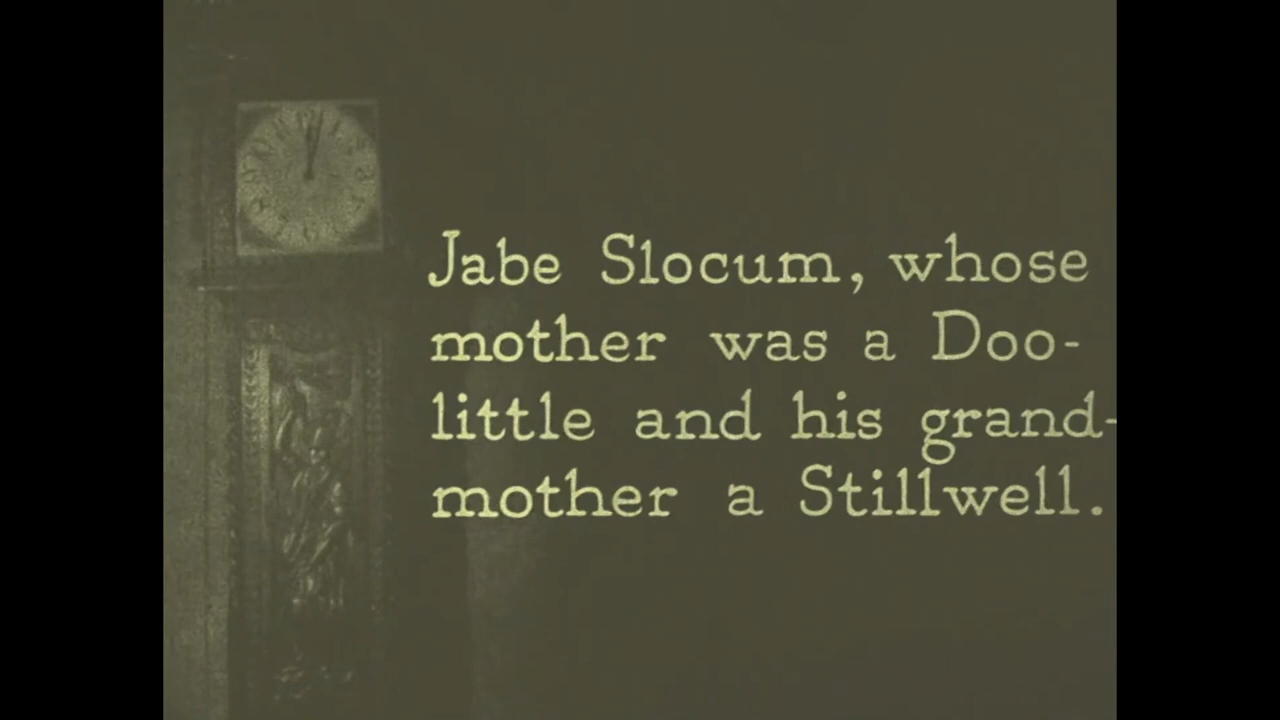 Jabe Slocum, whose
mother was a Doo-
little and his grand-
mother a Stillwell.